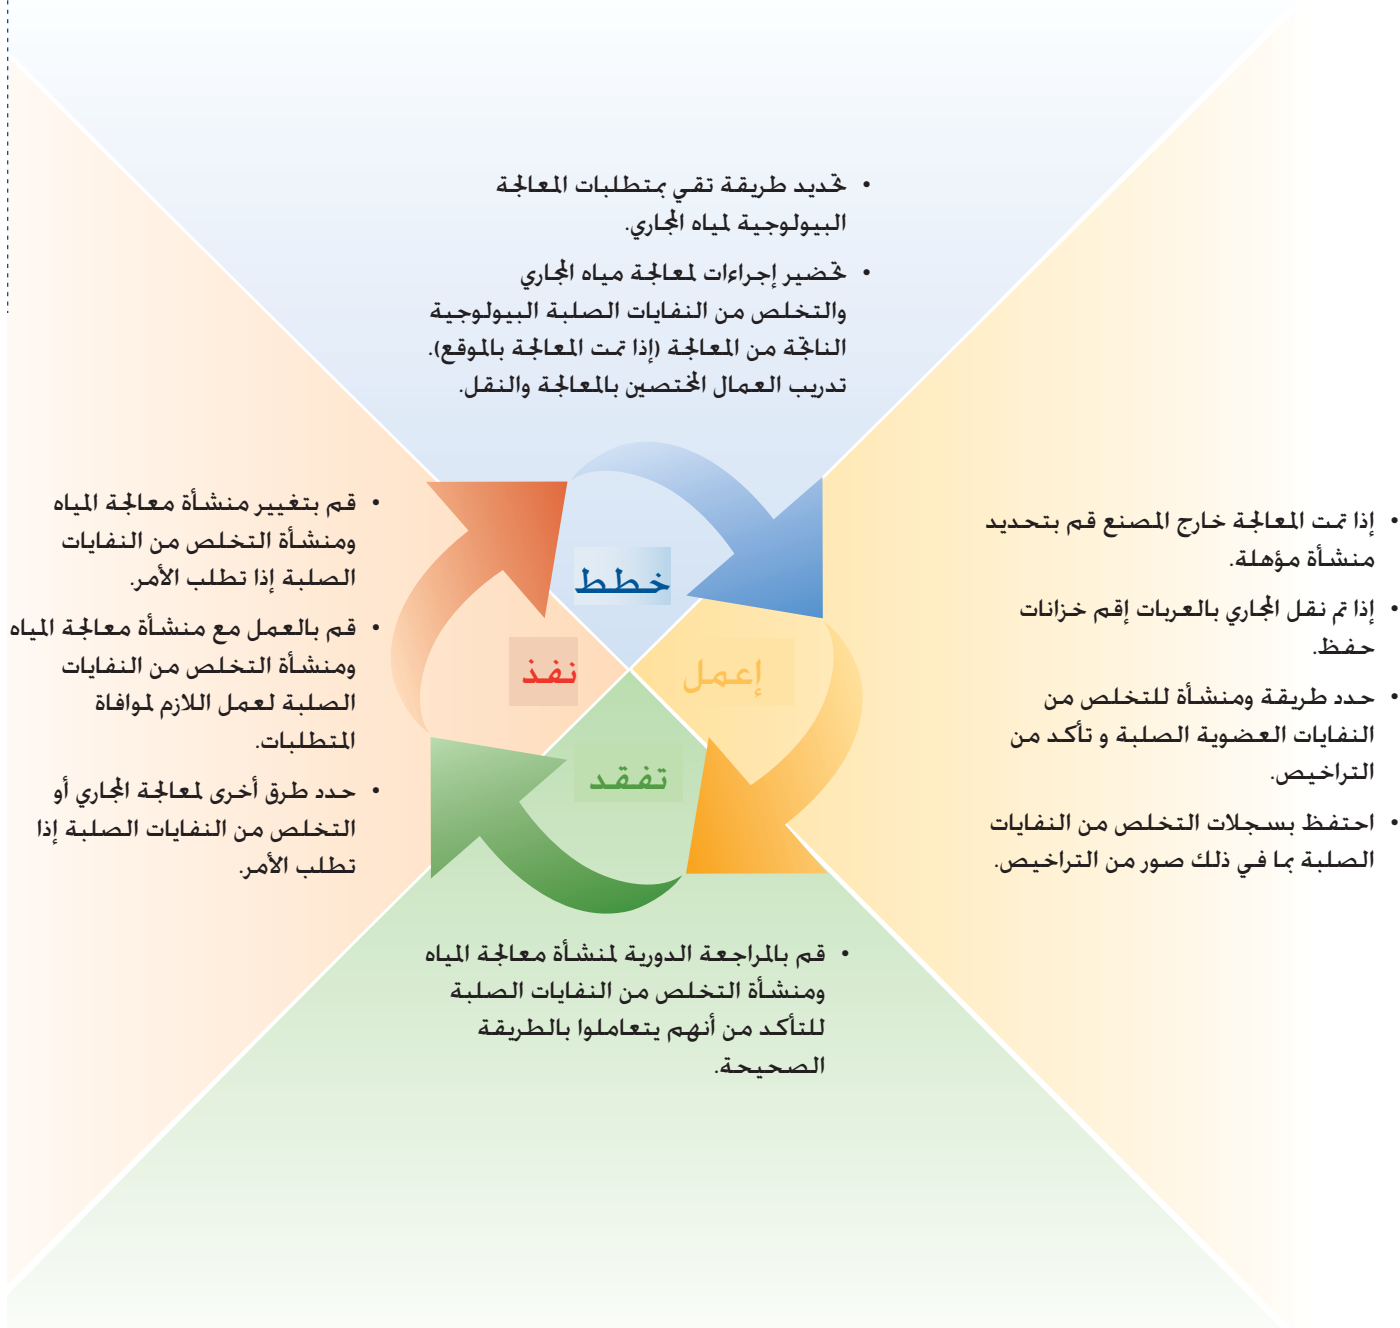 • تحديد طريقة تقي بمتطلبات المعالجة
البيولوجية لمياه المجاري.
• تحضير إجراءات لمعالجة مياه المجاري
والتخلص من النفايات الصلبة البيولوجية
الناتجة من المعالجة (إذا تمت المعالجة بالموقع).
تدريب العمال المختصين بالمعالجة والنقل.
خطط
إعمل
تفقد
نفذ
• إذا تمت المعالجة خارج المصنع قم بتحديد
منشأة مؤهلة.
• إذا تم نقل المجاري بالعربات إقم خزانات
حفظ.
• حدد طريقة ومنشأة للتخلص من
النفايات العضوية الصلبة و تأكد من
التراخيص.
• احتفظ بسجلات التخلص من النفايات
الصلبة بما في ذلك صور من التراخيص.
• قم بالمراجعة الدورية لمنشأة معالجة المياه
ومنشأة التخلص من النفايات الصلبة
للتأكد من أنهم يتعاملوا بالطريقة
الصحيحة.
• قم بتغيير منشأة معالجة المياه
ومنشأة التخلص من النفايات
الصلبة إذا تطلب الأمر.
• قم بالعمل مع منشأة معالجة المياه
ومنشأة التخلص من النفايات
الصلبة لعمل اللازم لموافاة
المتطلبات.
• حدد طرق أخرى لمعالجة المجاري أو
التخلص من النفايات الصلبة إذا
تطلب الأمر.